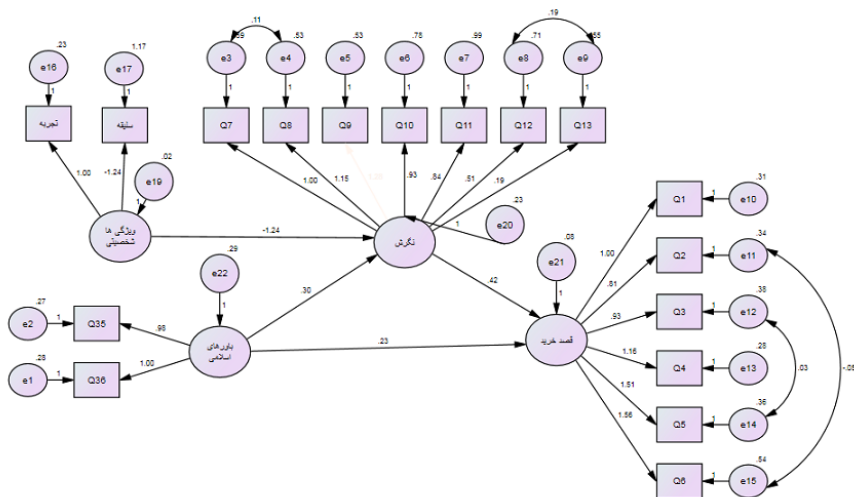 .23
1.17
.59
.11
.53
.53
.78
.99
.71
.19
.55
e16
e17
e3
e4
e5
e6
e7
e8
e9
1
1
1
1
1
1
1
1
1
تجربه
سلیقه
Q7
Q8
Q9
Q10
Q11
Q12
Q13
1.00
-1.24
.02
e19
1
1.00
1.15
.93
.84
.51
.19
.23
e20
1
ویژگی ها
شخصیتی
-1.24
نگرش
.31
Q1
1
e10
.29
e22
1
.08
e21
1
.42
1.00
.34
Q2
1
e11
.81
.27
e2
1
Q35
.98
.30
.38
Q3
1
e12
.93
باورهای
اسلامی
.23
قصد خرید
.28
e1
1
Q36
1.00
1.16
.28
Q4
1
e13
.03
-.05
1.51
.36
Q5
1
e14
1.56
.54
Q6
1
e15